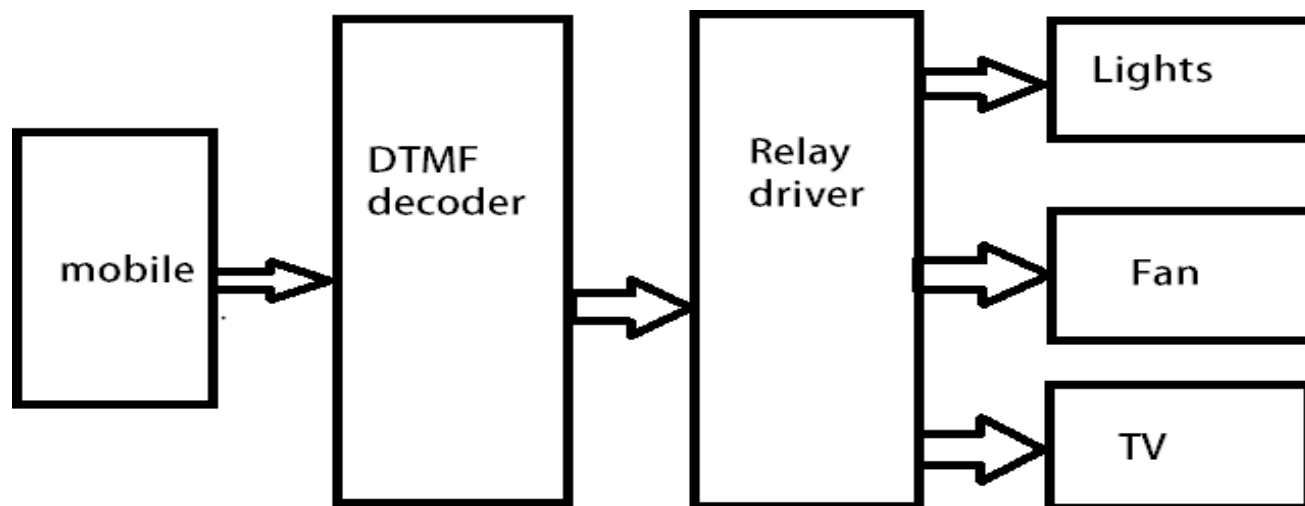 mobile
DTMF
decoder
Relay
driver
Lights
Fan
TV